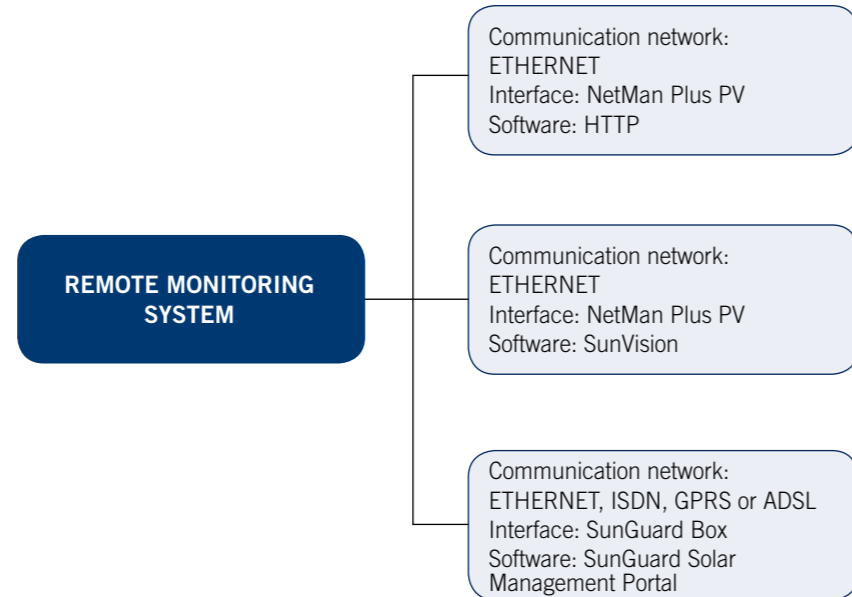 Communication network:
ETHERNET
Interface: NetMan Plus PV
Software: HTTP
REMOTE MONITORING
SYSTEM
Communication network:
ETHERNET
Interface: NetMan Plus PV
Software: SunVision
Communication network:
ETHERNET, ISDN, GPRS or ADSL
Interface: SunGuard Box
Software: SunGuard Solar
Management Portal